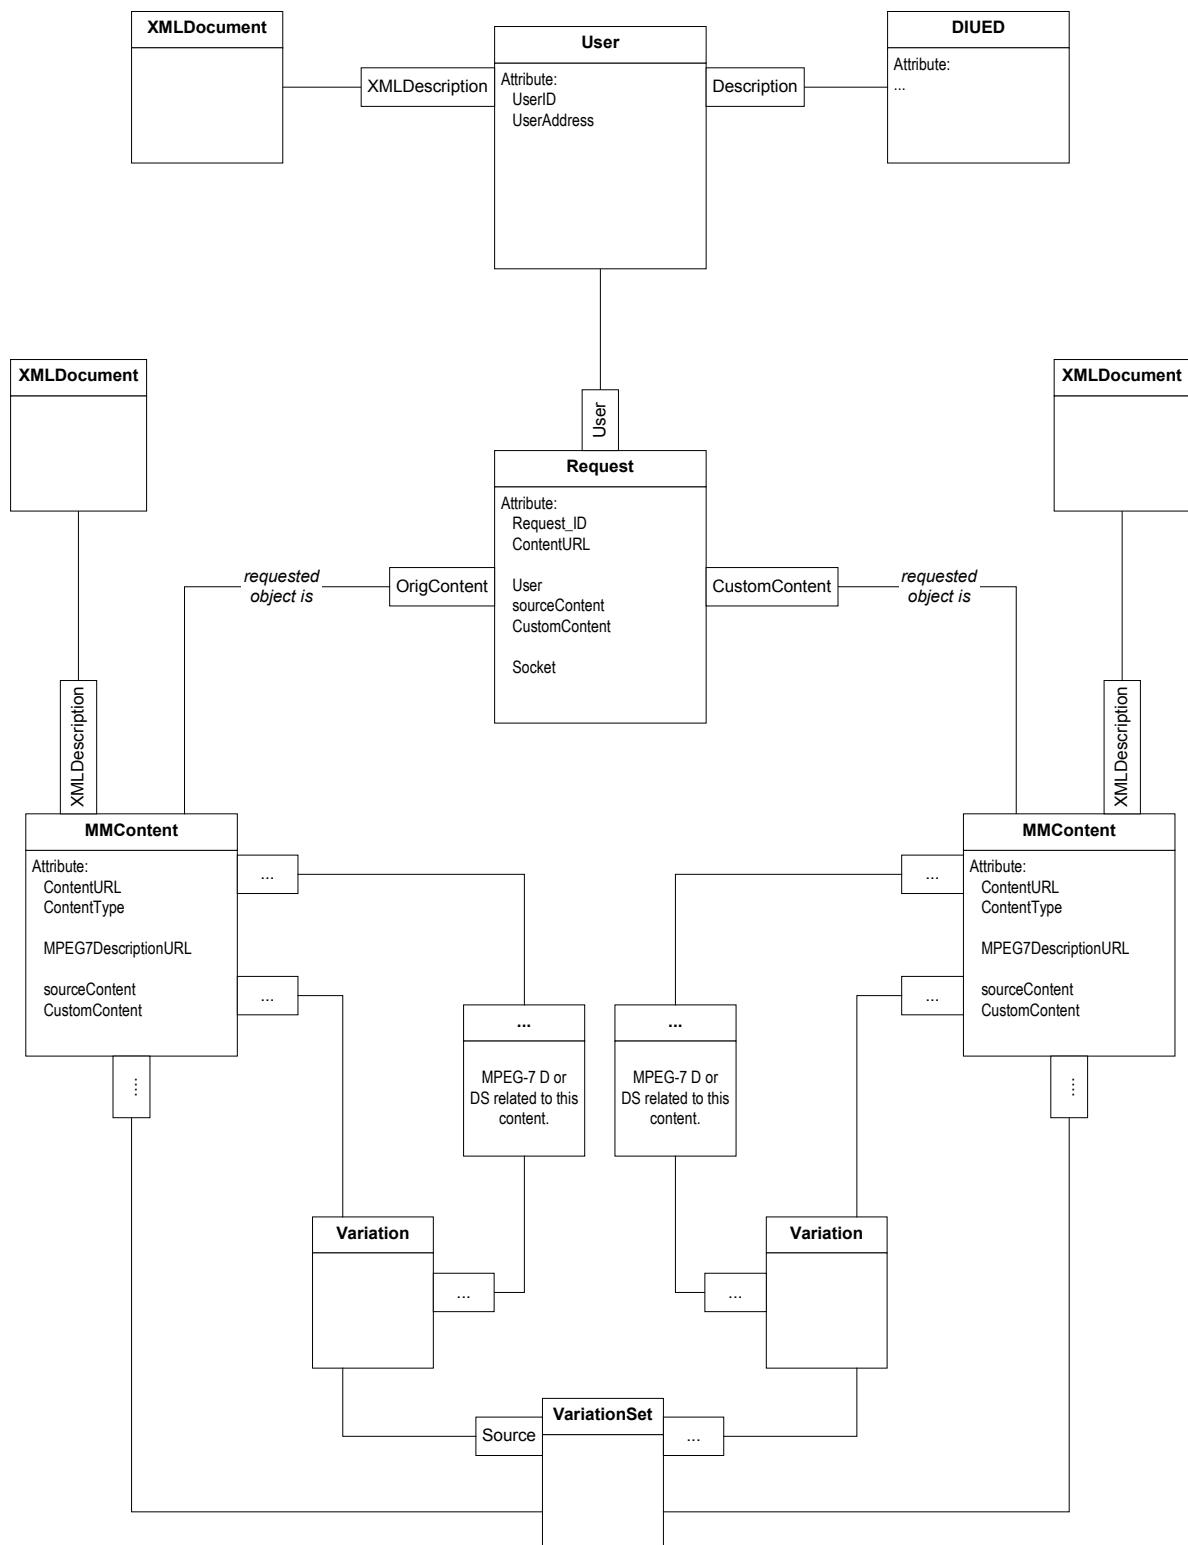 XMLDocument
User
DIUED
XMLDescription
Attribute:
UserID
UserAddress
Description
Attribute:
...
XMLDocument
XMLDocument
User
Request
Attribute:
Request_ID
ContentURL
User
sourceContent
CustomContent
Socket
requested
object is
OrigContent
CustomContent
requested
object is
XMLDescription
XMLDescription
MMContent
Attribute:
ContentURL
ContentType
MPEG7DescriptionURL
sourceContent
CustomContent
...
...
....
MMContent
Attribute:
ContentURL
ContentType
MPEG7DescriptionURL
sourceContent
CustomContent
...
...
....
...
MPEG-7 D or
DS related to this
content.
...
MPEG-7 D or
DS related to this
content.
Variation
...
Variation
...
Source
VariationSet
...